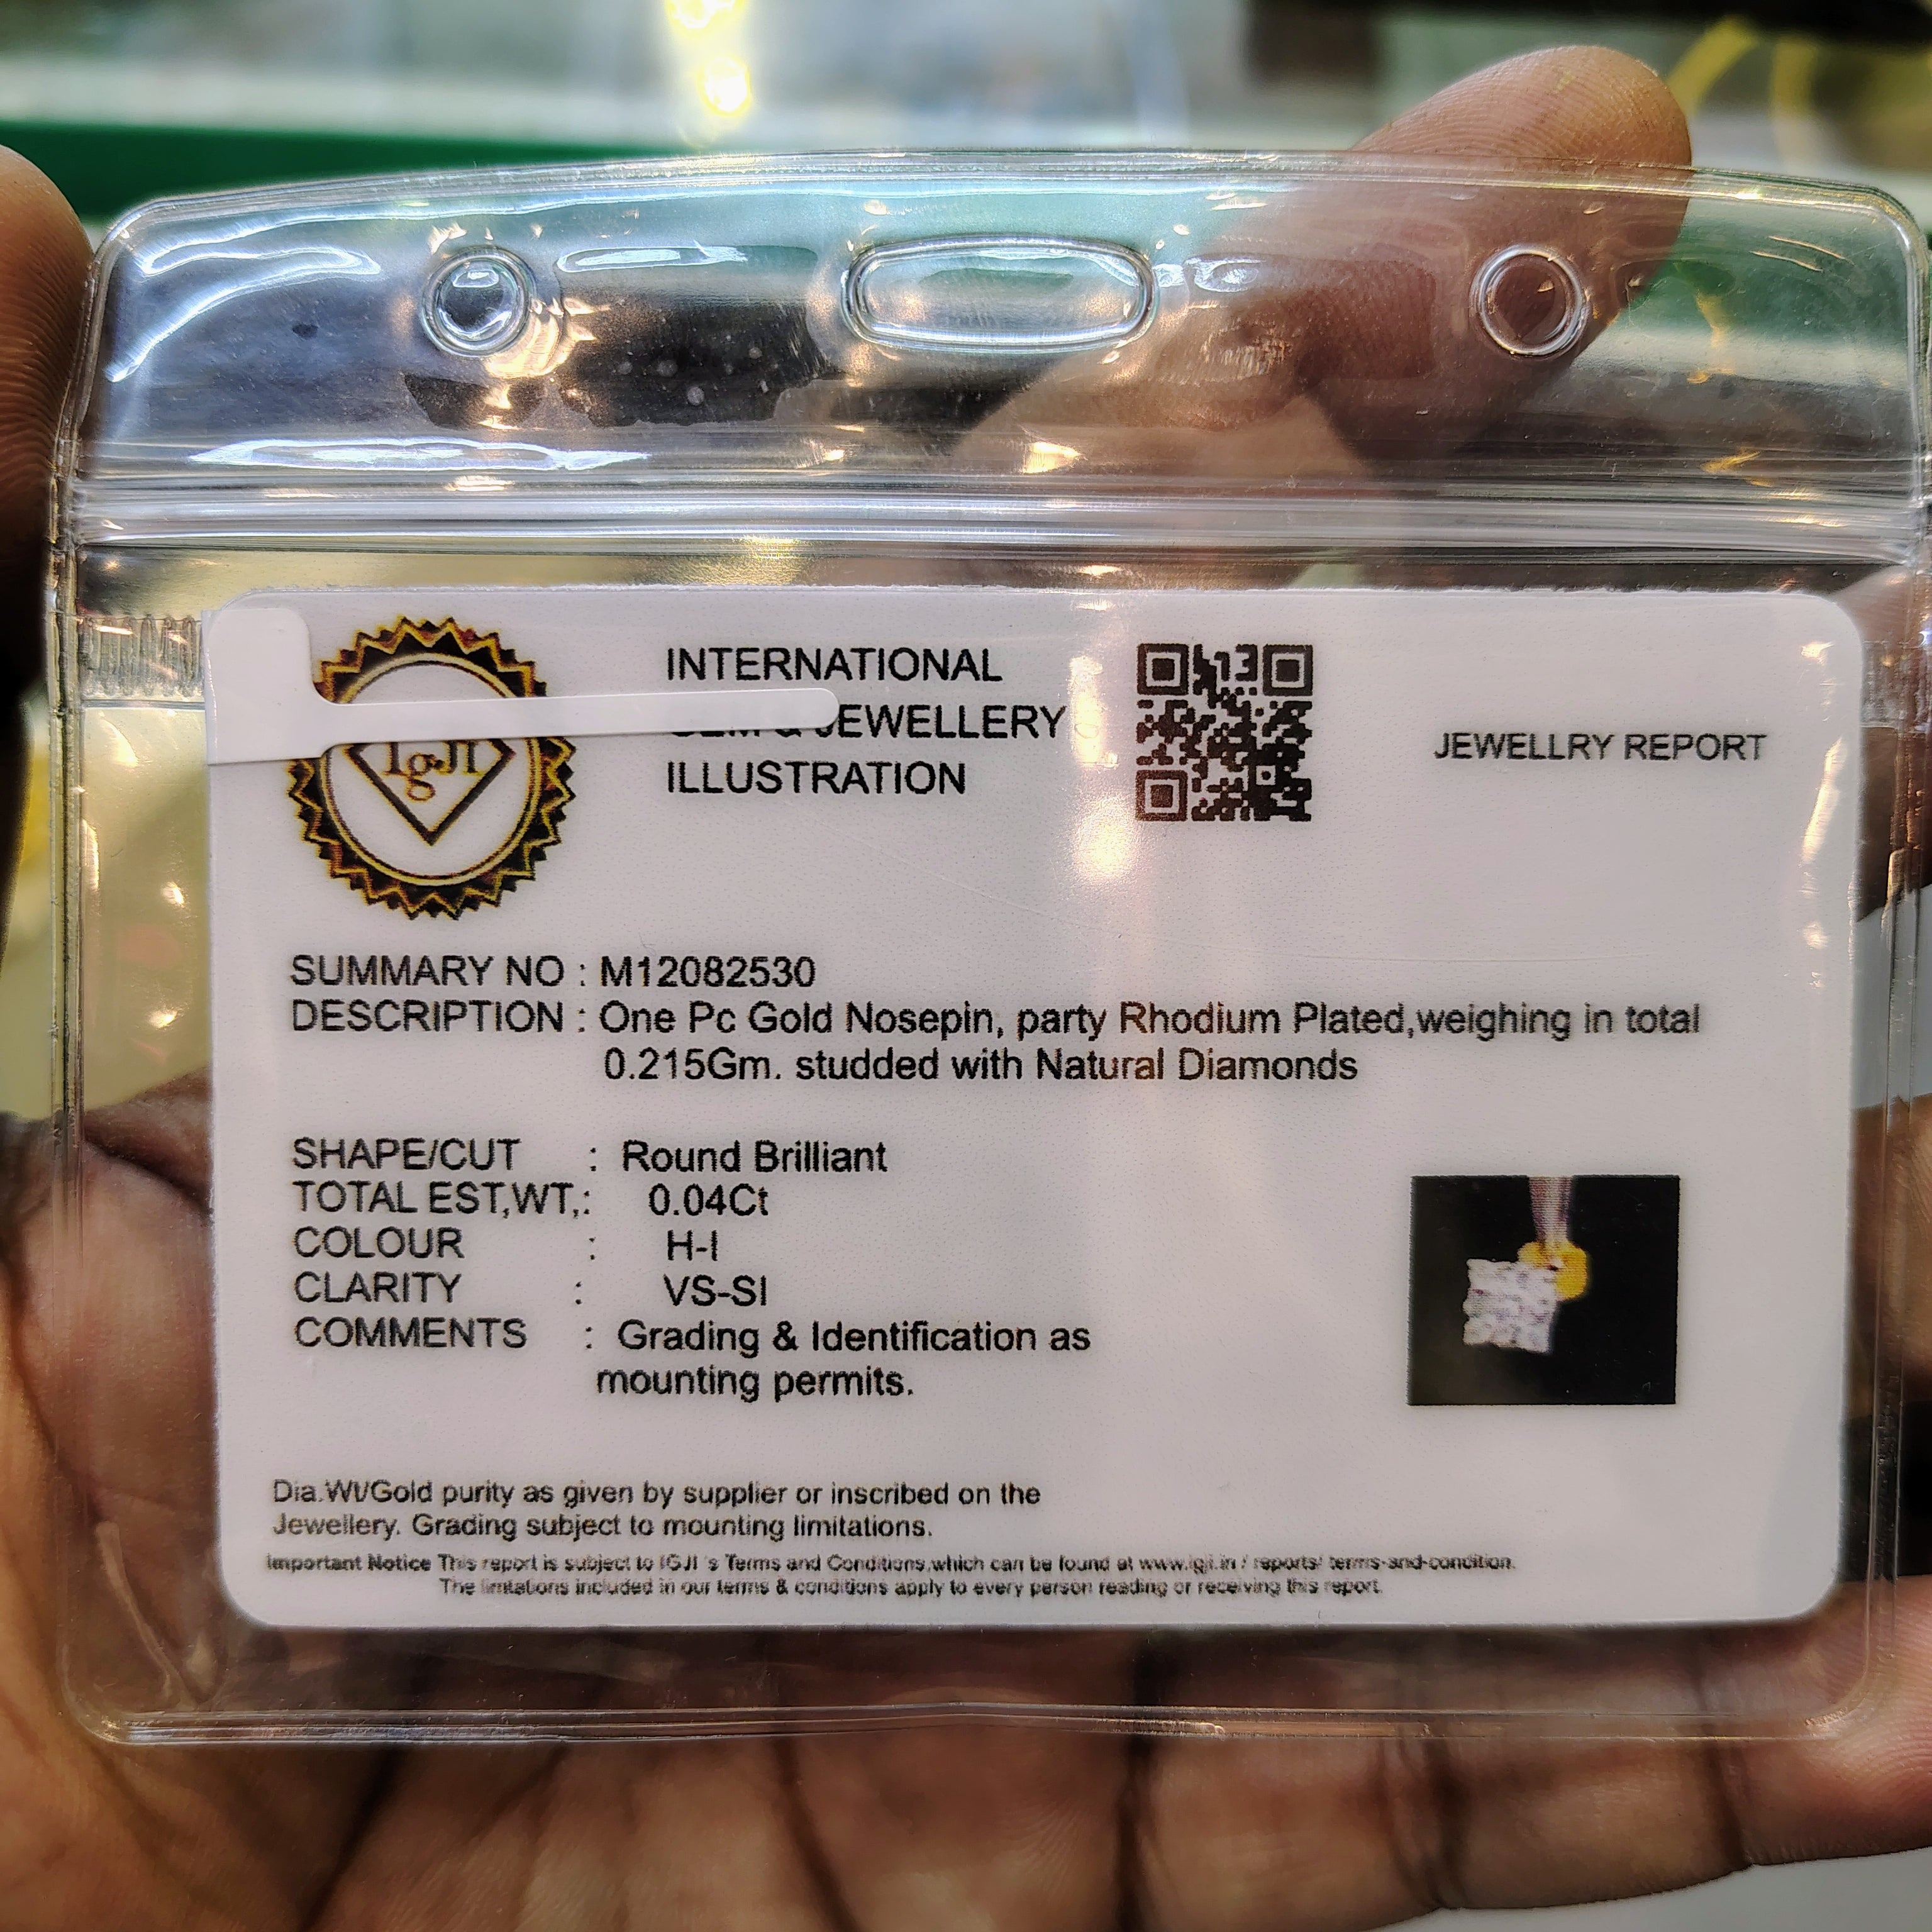 IgJI
INTERNATIONAL
GEM & JEWELLERY
ILLUSTRATION
JEWELLRY REPORT
SUMMARY NO : M12082530
DESCRIPTION : One Pc Gold Nosepin, party Rhodium Plated,weighing in total
0.215Gm. studded with Natural Diamonds
SHAPE/CUT : Round Brilliant
TOTAL EST,WT,: 0.04Ct
COLOUR : H-I
CLARITY : VS-SI
COMMENTS : Grading & Identification as
mounting permits.
Dia.Wt/Gold purity as given by supplier or inscribed on the
Jewellery. Grading subject to mounting limitations.
Important Notice This report is subject to IGJI 's Terms and Conditions,which can be found at www.igji.in / reports/ terms-and-condition.
The limtations included in our terms & conditions apply to every person reading or receiving this report.